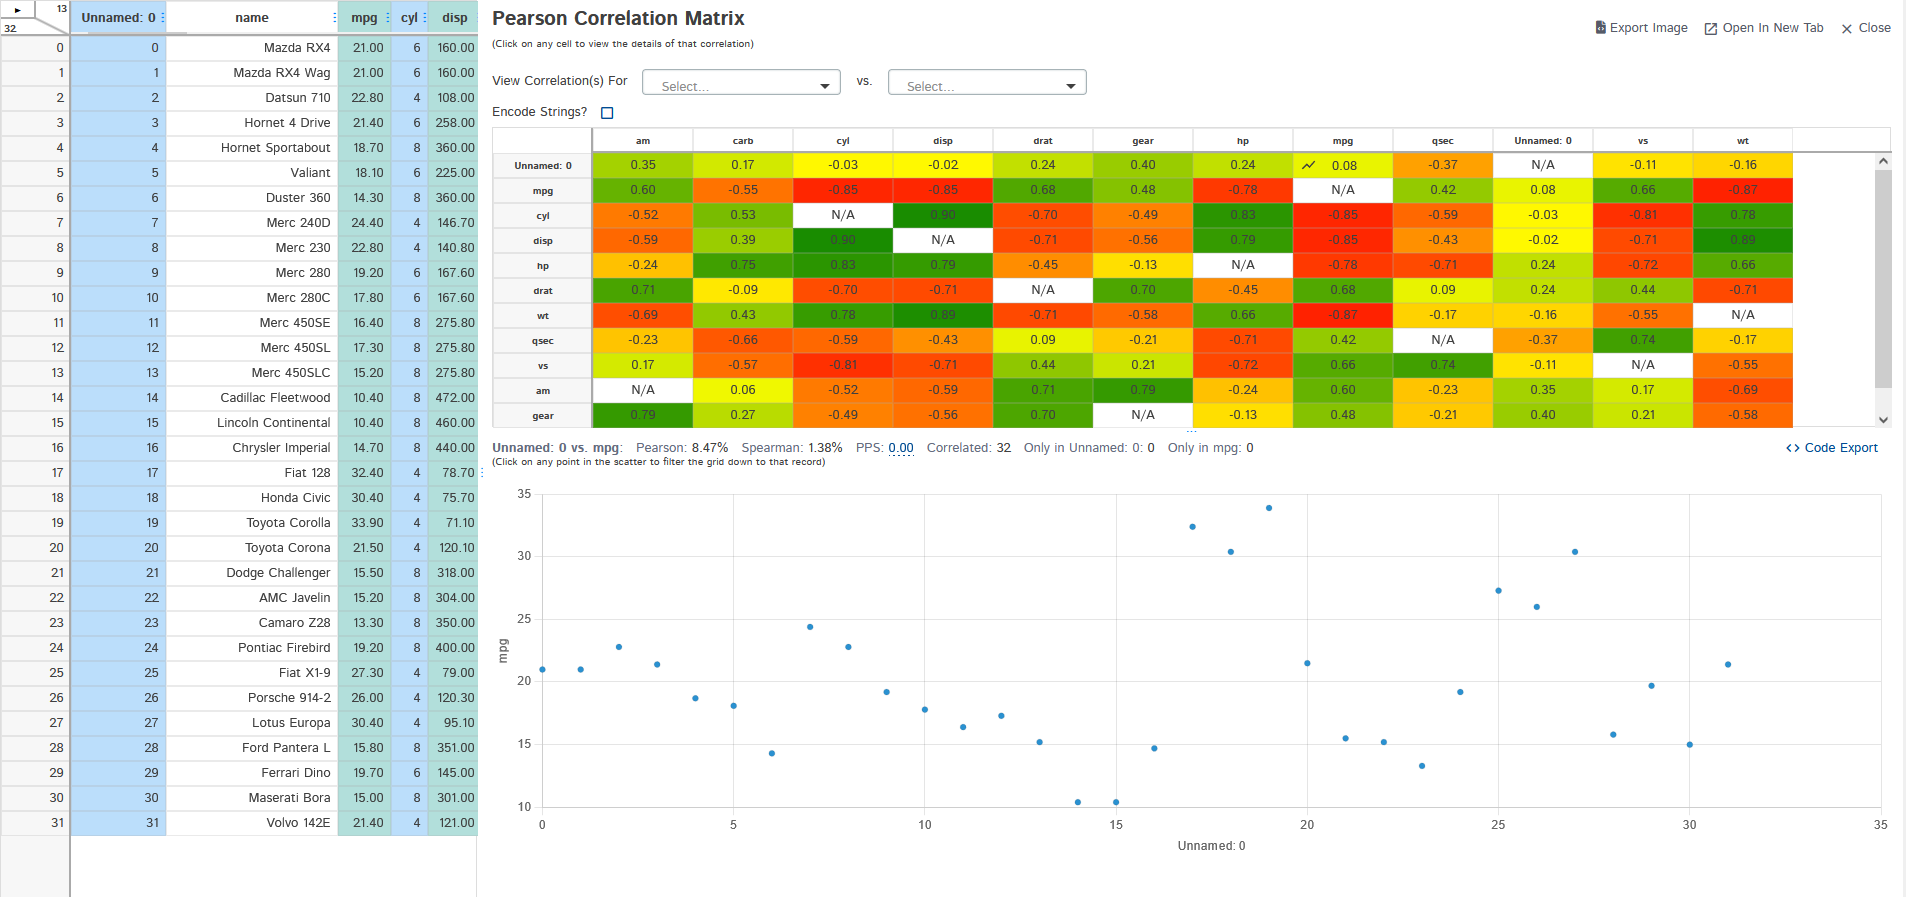 13
32
Unnamed: 0 name mpg cyl disp
0 0 Mazda RX4 21.00 6 160.00
1 1 Mazda RX4 Wag 21.00 6 160.00
2 2 Datsun 710 22.80 4 108.00
3 3 Hornet 4 Drive 21.40 6 258.00
4 4 Hornet Sportabout 18.70 8 360.00
5 5 Valiant 18.10 6 225.00
6 6 Duster 360 14.30 8 360.00
7 7 Merc 240D 24.40 4 146.70
8 8 Merc 230 22.80 4 140.80
9 9 Merc 280 19.20 6 167.60
10 10 Merc 280C 17.80 6 167.60
11 11 Merc 450SE 16.40 8 275.80
12 12 Merc 450SL 17.30 8 275.80
13 13 Merc 450SLC 15.20 8 275.80
14 14 Cadillac Fleetwood 10.40 8 472.00
15 15 Lincoln Continental 10.40 8 460.00
16 16 Chrysler Imperial 14.70 8 440.00
17 17 Fiat 128 32.40 4 78.70
18 18 Honda Civic 30.40 4 75.70
19 19 Toyota Corolla 33.90 4 71.10
20 20 Toyota Corona 21.50 4 120.10
21 21 Dodge Challenger 15.50 8 318.00
22 22 AMC Javelin 15.20 8 304.00
23 23 Camaro Z28 13.30 8 350.00
24 24 Pontiac Firebird 19.20 8 400.00
25 25 Fiat X1-9 27.30 4 79.00
26 26 Porsche 914-2 26.00 4 120.30
27 27 Lotus Europa 30.40 4 95.10
28 28 Ford Pantera L 15.80 8 351.00
29 29 Ferrari Dino 19.70 6 145.00
30 30 Maserati Bora 15.00 8 301.00
31 31 Volvo 142E 21.40 4 121.00
Pearson Correlation Matrix
(Click on any cell to view the details of that correlation)
Export Image Open In New Tab Close
View Correlation(s) For Select... vs. Select...
Encode Strings?
am carb cyl disp drat gear hp mpg qsec Unnamed: 0 vs wt
Unnamed: 0 0.35 0.17 -0.03 -0.02 0.24 0.40 0.24 0.08 -0.37 N/A -0.11 -0.16
mpg 0.60 -0.55 -0.85 -0.85 0.68 0.48 -0.78 N/A 0.42 0.08 0.66 -0.87
cyl -0.52 0.53 N/A 0.90 -0.70 -0.49 0.83 -0.85 -0.59 -0.03 -0.81 0.78
disp -0.59 0.39 0.90 N/A -0.71 -0.56 0.79 -0.85 -0.43 -0.02 -0.71 0.89
hp -0.24 0.75 0.83 0.79 -0.45 -0.13 N/A -0.78 -0.71 0.24 -0.72 0.66
drat 0.71 -0.09 -0.70 -0.71 N/A 0.70 -0.45 0.68 0.09 0.24 0.44 -0.71
wt -0.69 0.43 0.78 0.89 -0.71 -0.58 0.66 -0.87 -0.17 -0.16 -0.55 N/A
qsec -0.23 -0.66 -0.59 -0.43 0.09 -0.21 -0.71 0.42 N/A -0.37 0.74 -0.17
vs 0.17 -0.57 -0.81 -0.71 0.44 0.21 -0.72 0.66 0.74 -0.11 N/A -0.55
am N/A 0.06 -0.52 -0.59 0.71 0.79 -0.24 0.60 -0.23 0.35 0.17 -0.69
gear 0.79 0.27 -0.49 -0.56 0.70 N/A -0.13 0.48 -0.21 0.40 0.21 -0.58
Unnamed: 0 vs. mpg: Pearson: 8.47% Spearman: 1.38% PPS: 0.00 Correlated: 32 Only in Unnamed: 0: 0 Only in mpg: 0
<> Code Export
(Click on any point in the scatter to filter the grid down to that record)
35
30
25
20
15
10
mpg
0 5 10 15 20 25 30 35
Unnamed: 0